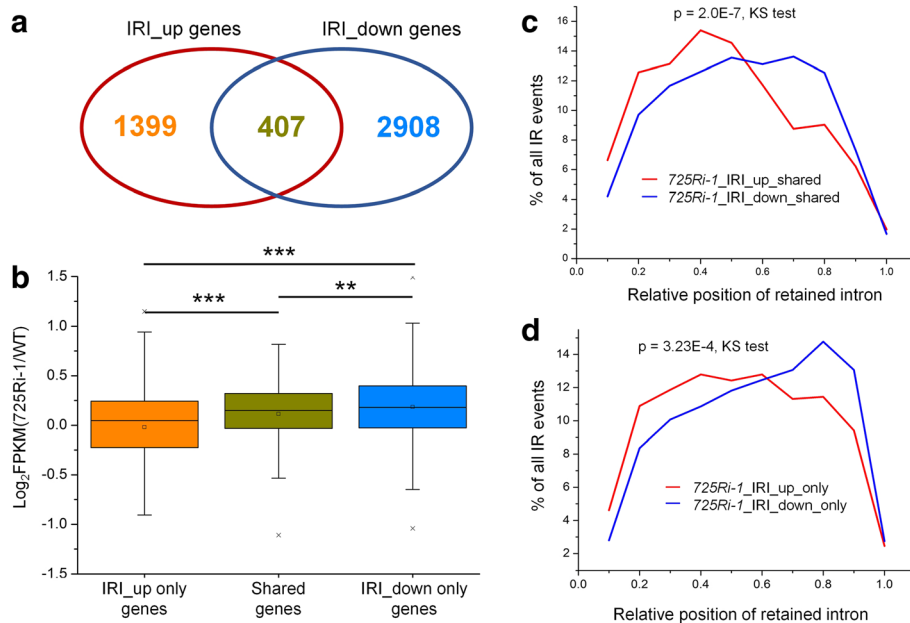 a
IRI_up genes
IRI_down genes
1399
407
2908
b
***
***
**
Log2FPKM(725Ri-1/WT)
1.5
1.0
0.5
0.0
-0.5
-1.0
-1.5
IRI_up only
genes
Shared
genes
IRI_down only
genes
c
p = 2.0E-7, KS test
% of all IR events
16
14
12
10
8
6
4
2
725Ri-1_IRI_up_shared
725Ri-1_IRI_down_shared
0.0
0.2
0.4
0.6
0.8
1.0
Relative position of retained intron
d
p = 3.23E-4, KS test
% of all IR events
14
12
10
8
6
4
2
725Ri-1_IRI_up_only
725Ri-1_IRI_down_only
0.0
0.2
0.4
0.6
0.8
1.0
Relative position of retained intron